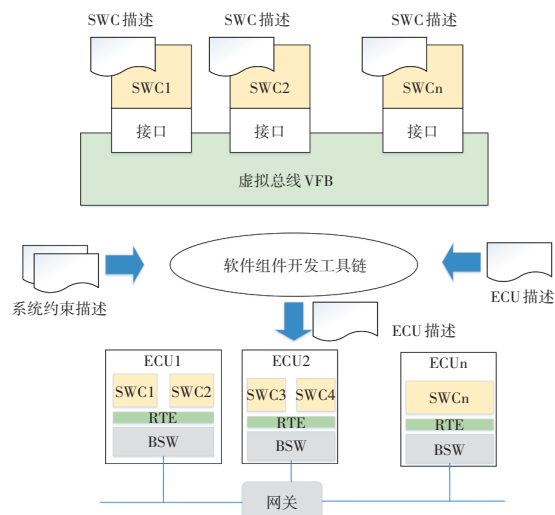 SWC 描述
SWC 描述
SWC 描述
SWC1
SWC2
SWCn
接口
接口
接口
虚拟总线 VFB
软件组件开发工具链
系统约束描述
ECU 描述
ECU 描述
ECU1
ECU2
ECUn
SWC1
SWC2
SWC3
SWC4
SWCn
RTE
RTE
RTE
BSW
BSW
BSW
网关